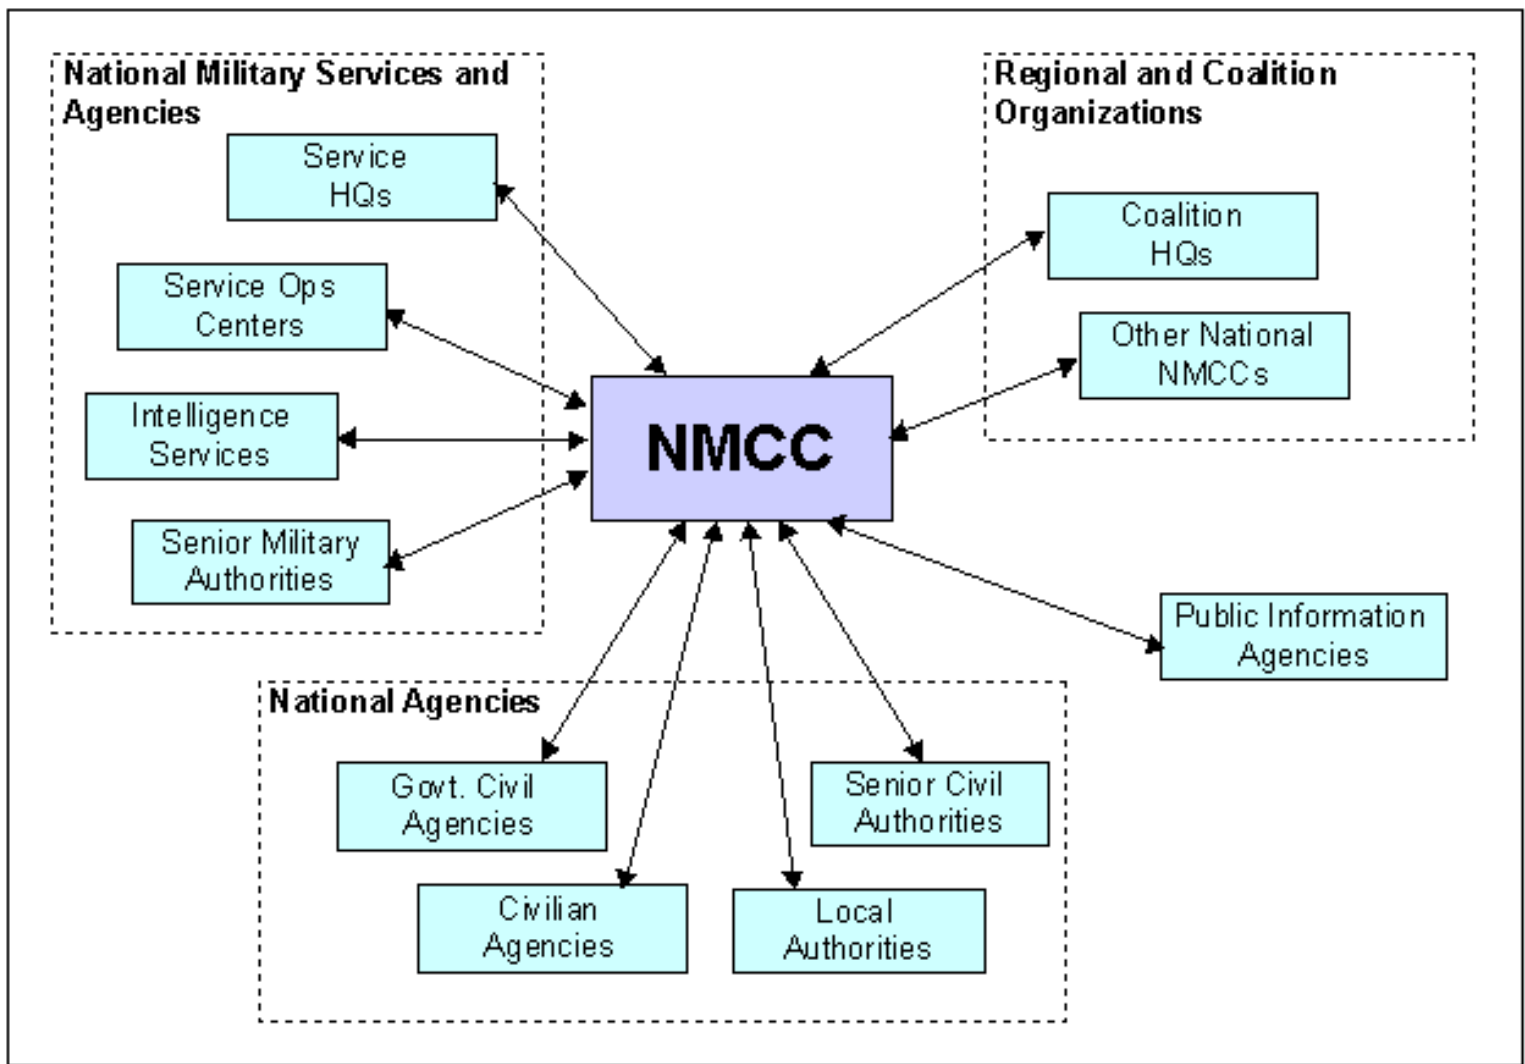 National Military Services and
Agencies
Service
HQs
Service Ops
Centers
Intelligence
Services
Senior Military
Authorities
Regional and Coalition
Organizations
Coalition
HQs
Other National
NMCCs
NMCC
Public Information
Agencies
National Agencies
Govt. Civil
Agencies
Senior Civil
Authorities
Civilian
Agencies
Local
Authorities